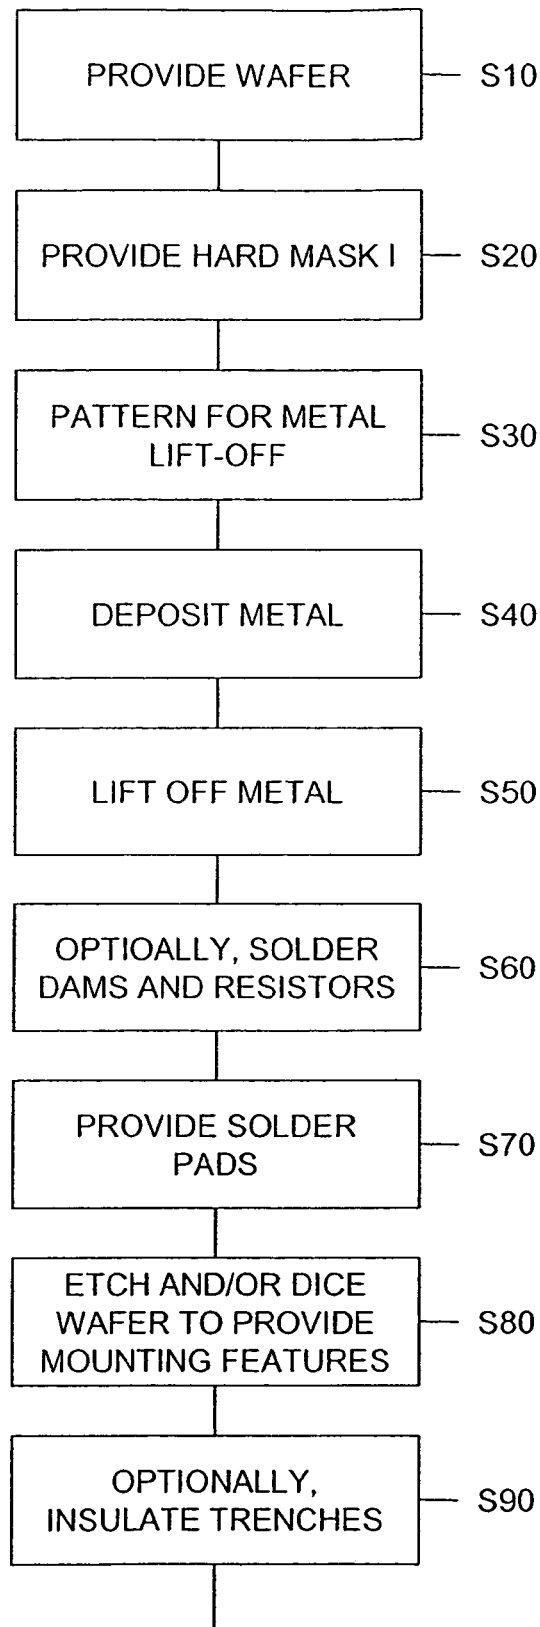 PROVIDE WAFER
S10
PROVIDE HARD MASK I
S20
PATTERN FOR METAL
LIFT-OFF
S30
DEPOSIT METAL
S40
LIFT OFF METAL
S50
OPTIOALLY, SOLDER
DAMS AND RESISTORS
S60
PROVIDE SOLDER
PADS
S70
ETCH AND/OR DICE
WAFER TO PROVIDE
MOUNTING FEATURES
S80
OPTIONALLY,
INSULATE TRENCHES
S90